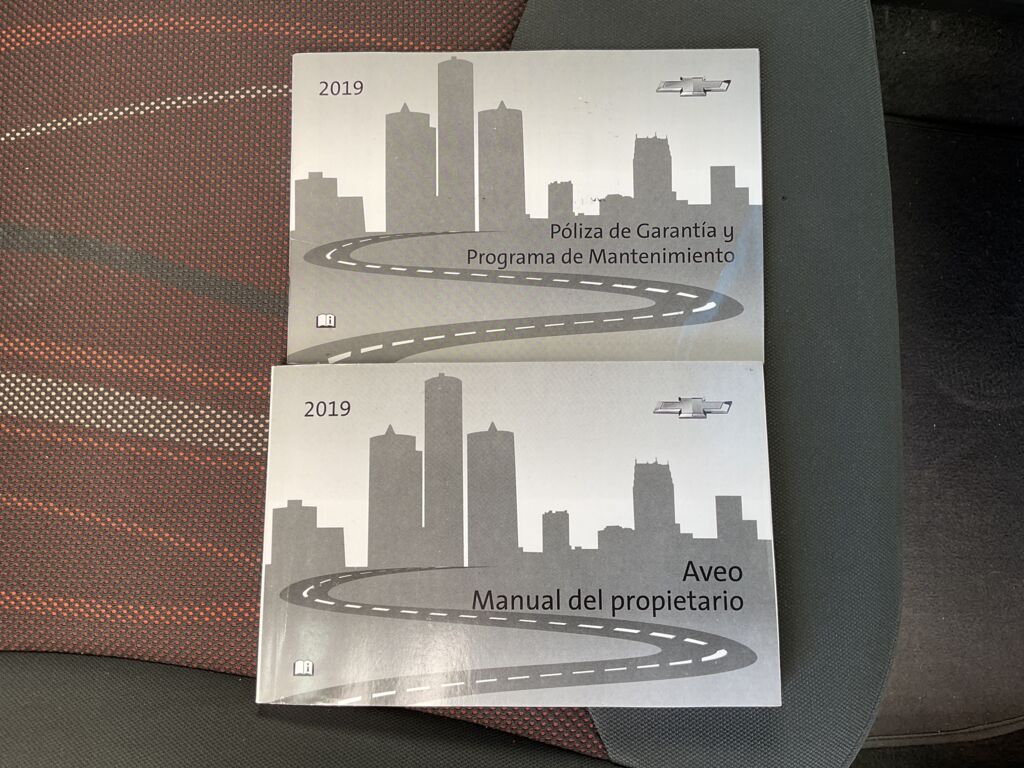 2019
Póliza de Garantía y
Programa de Mantenimiento
2019
Aveo
Manual del propietario